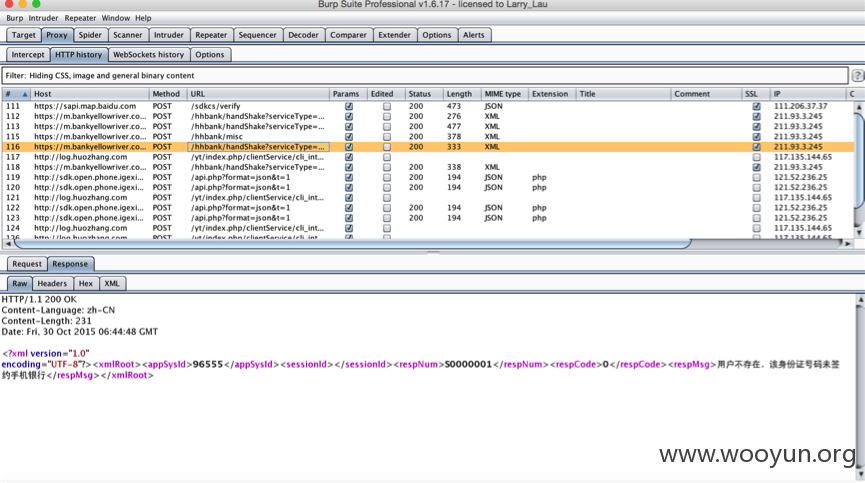 Burp Suite Professional v1.6.17 - licensed to Larry_Lau
Burp Intruder Repeater Window Help
Target Proxy Spider Scanner Intruder Repeater Sequencer Decoder Comparer Extender Options Alerts
Intercept HTTP history WebSockets history Options
Filter: Hiding CSS, image and general binary content ?
# Host Method URL Params Edited Status Length MIME type Extension Title Comment SSL IP C
111 https://sapi.map.baidu.com POST /sdkcs/verify 200 473 JSON 111.206.37.37
112 https://m.bankyellowriver.co... POST /hhbank/handShake?serviceType=... 200 276 XML 211.93.3.245
113 https://m.bankyellowriver.co... POST /hhbank/handShake?serviceType=... 200 477 XML 211.93.3.245
115 https://m.bankyellowriver.co... POST /hhbank/misc 200 378 XML 211.93.3.245
116 https://m.bankyellowriver.co... POST /hhbank/handShake?serviceType=... 200 333 XML 211.93.3.245
117 http://log.huozhang.com POST /yt/index.php/clientService/cli_int... 117.135.144.65
118 https://m.bankyellowriver.co... POST /hhbank/handShake?serviceType=... 200 338 XML 211.93.3.245
119 http://sdk.open.phone.igexi... POST /api.php?format=json&t=1 200 194 JSON php 121.52.236.25
120 http://sdk.open.phone.igexi... POST /api.php?format=json&t=1 200 194 JSON php 121.52.236.25
121 http://log.huozhang.com POST /yt/index.php/clientService/cli_int... 117.135.144.65
122 http://sdk.open.phone.igexi... POST /api.php?format=json&t=1 200 194 JSON php 121.52.236.25
123 http://sdk.open.phone.igexi... POST /api.php?format=json&t=1 200 194 JSON php 121.52.236.25
124 http://log.huozhang.com POST /yt/index.php/clientService/cli_int... 117.135.144.65
126 http://log.huozhang.com POST /yt/index.php/clientService/cli_int... 117.135.144.65
Request Response
Raw Headers Hex XML
HTTP/1.1 200 OK
Content-Language: zh-CN
Content-Length: 231
Date: Fri, 30 Oct 2015 06:44:48 GMT
<?xml version="1.0"
encoding="UTF-8"?><xmlRoot><appSysId>96555</appSysId><sessionId></sessionId><respNum>S0000001</respNum><respCode>0</respCode><respMsg>用户不存在，该身份证号码未签
约手机银行</respMsg></xmlRoot>
www.wooyun.org